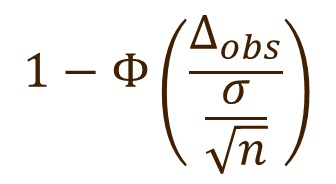 1 − Φ(Δ_obs / (σ / √n))